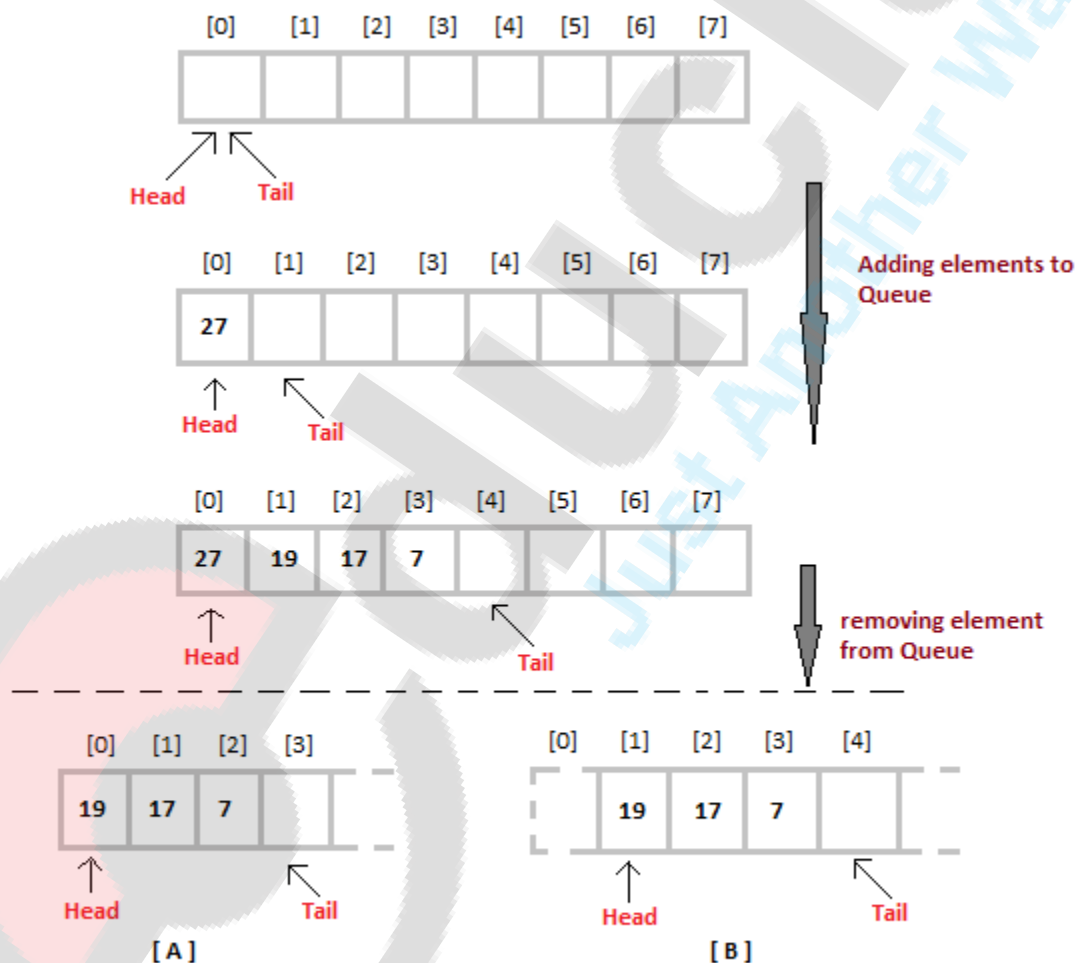 [0] [1] [2] [3] [4] [5] [6] [7]
Head Tail
Adding elements to
Queue
[0] [1] [2] [3] [4] [5] [6] [7]
27
Head Tail
[0] [1] [2] [3] [4] [5] [6] [7]
27 19 17 7
Head Tail
removing element
from Queue
[0] [1] [2] [3]
19 17 7
Head Tail
[ A ]
[0] [1] [2] [3] [4]
19 17 7
Head Tail
[ B ]
Just Another Wa